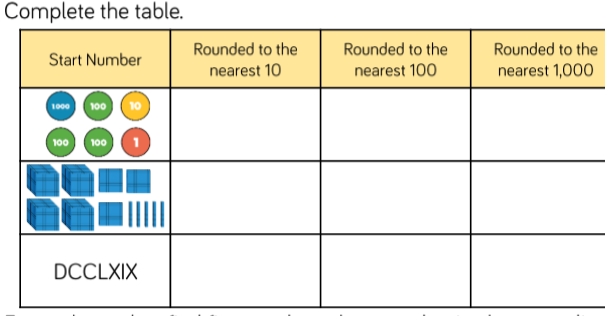 Complete the table.
Start Number
Rounded to the nearest 10
Rounded to the nearest 100
Rounded to the nearest 1,000
1,000 100 10
100 100 1
DCCLXIX